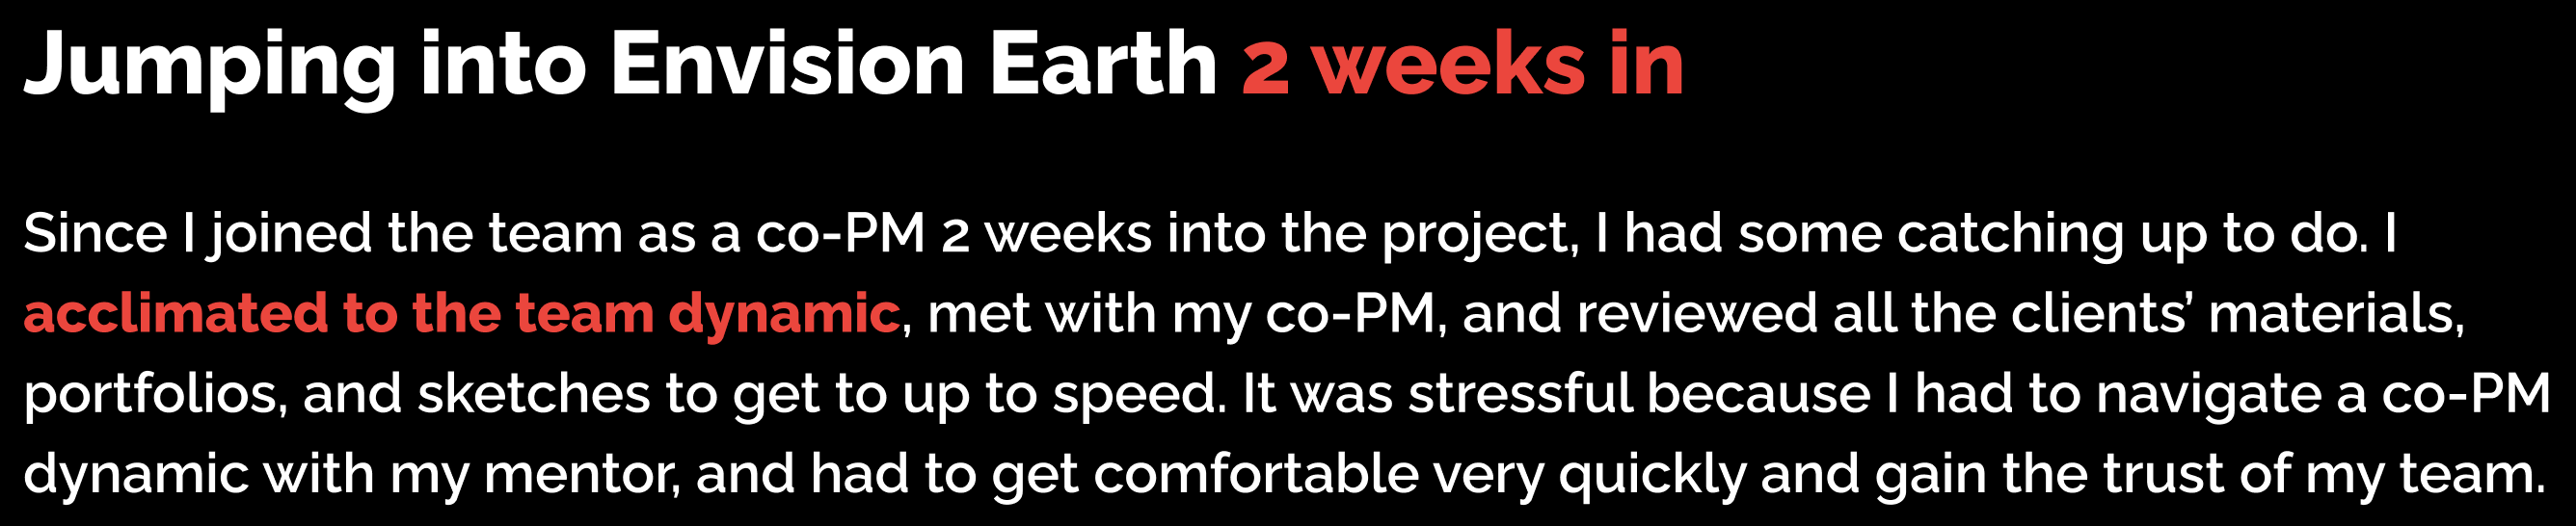 Jumping into Envision Earth 2 weeks in
Since I joined the team as a co-PM 2 weeks into the project, I had some catching up to do. I
acclimated to the team dynamic, met with my co-PM, and reviewed all the clients’ materials,
portfolios, and sketches to get to up to speed. It was stressful because I had to navigate a co-PM
dynamic with my mentor, and had to get comfortable very quickly and gain the trust of my team.